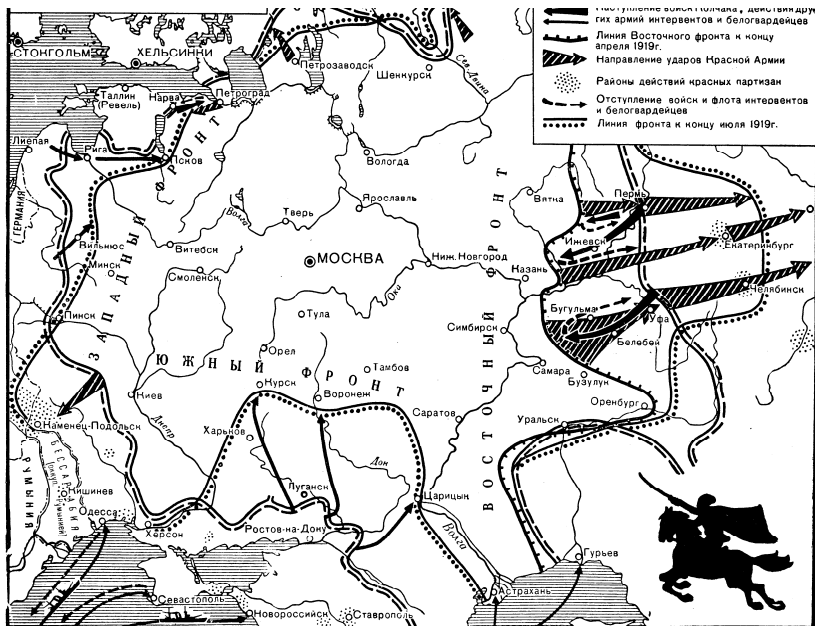 Наступление войск Колчака, действия дру-
гих армий интервентов и белогвардейцев
Линия Восточного фронта к концу
апреля 1919г.
Направление ударов Красной Армии
Районы действий красных партизан
Отступление войск и флота интервентов
и белогвардейцев
Линия фронта к концу июля 1919г.
СТОКГОЛЬМ
ХЕЛЬСИНКИ
Петрозаводск
Шенкурск
Сев. Двина
Таллин
(Ревель)
Нарва
Петроград
Лиепая
Рига
Псков
Вологда
ГЕРМАНИЯ
Вильнюс
Минск
Витебск
Смоленск
Волга
Тверь
Ярославль
МОСКВА
Ниж. Новгород
Вятка
Пермь
Ижевск
Екатеринбург
Казань
Челябинск
Пинск
Тула
Ока
Симбирск
Бугульма
Уфа
Белебей
Орел
Тамбов
Самара
Бузулук
Киев
Курск
Воронеж
Оренбург
Саратов
Уральск
Каменец-Подольск
Днепр
Харьков
Дон
РУМЫНИЯ
БЕССАРАБИЯ
Кишинев
Луганск
Царицын
Одесса
Херсон
Ростов-на-Дону
Волга
Гурьев
Севастополь
Новороссийск
Ставрополь
Астрахань
ЗАПАДНЫЙ ФРОНТ
ЮЖНЫЙ ФРОНТ
ВОСТОЧНЫЙ ФРОНТ